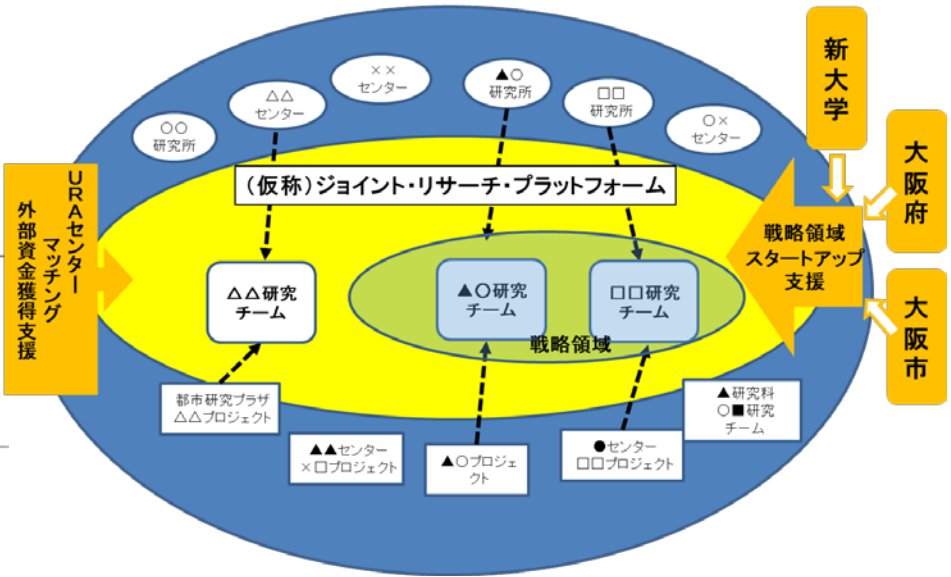 ××
センター
▲○
研究所
△△
センター
□□
研究所
○○
研究所
○×
センター
新大学
大阪府
大阪市
(仮称)ジョイント・リサーチ・プラットフォーム
URAセンター
マッチング
外部資金獲得支援
戦略領域
スタートアップ
支援
△△研究
チーム
▲○研究
チーム
□□研究
チーム
戦略領域
都市研究プラザ
△△プロジェクト
▲▲センター
×□プロジェクト
▲○プロジェ
クト
●センター
□□プロジェクト
▲研究科
○■研究
チーム